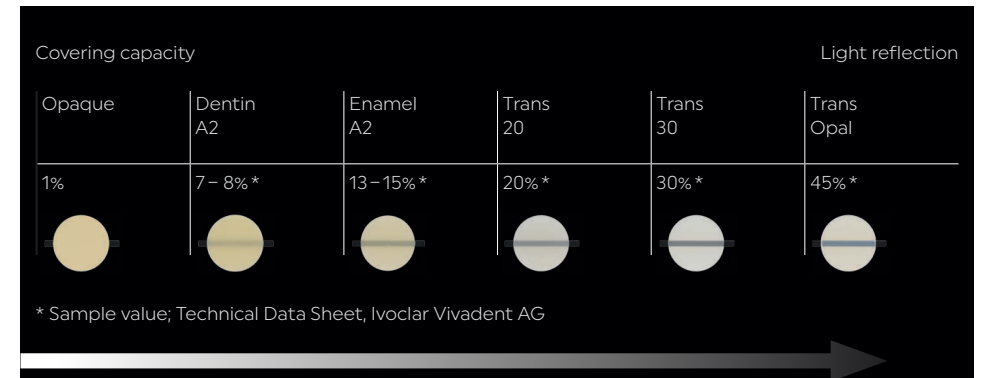 Covering capacity
Light reflection
Opaque
Dentin
A2
Enamel
A2
Trans
20
Trans
30
Trans
Opal
1%
7 – 8% *
13 – 15% *
20% *
30% *
45% *
* Sample value; Technical Data Sheet, Ivoclar Vivadent AG